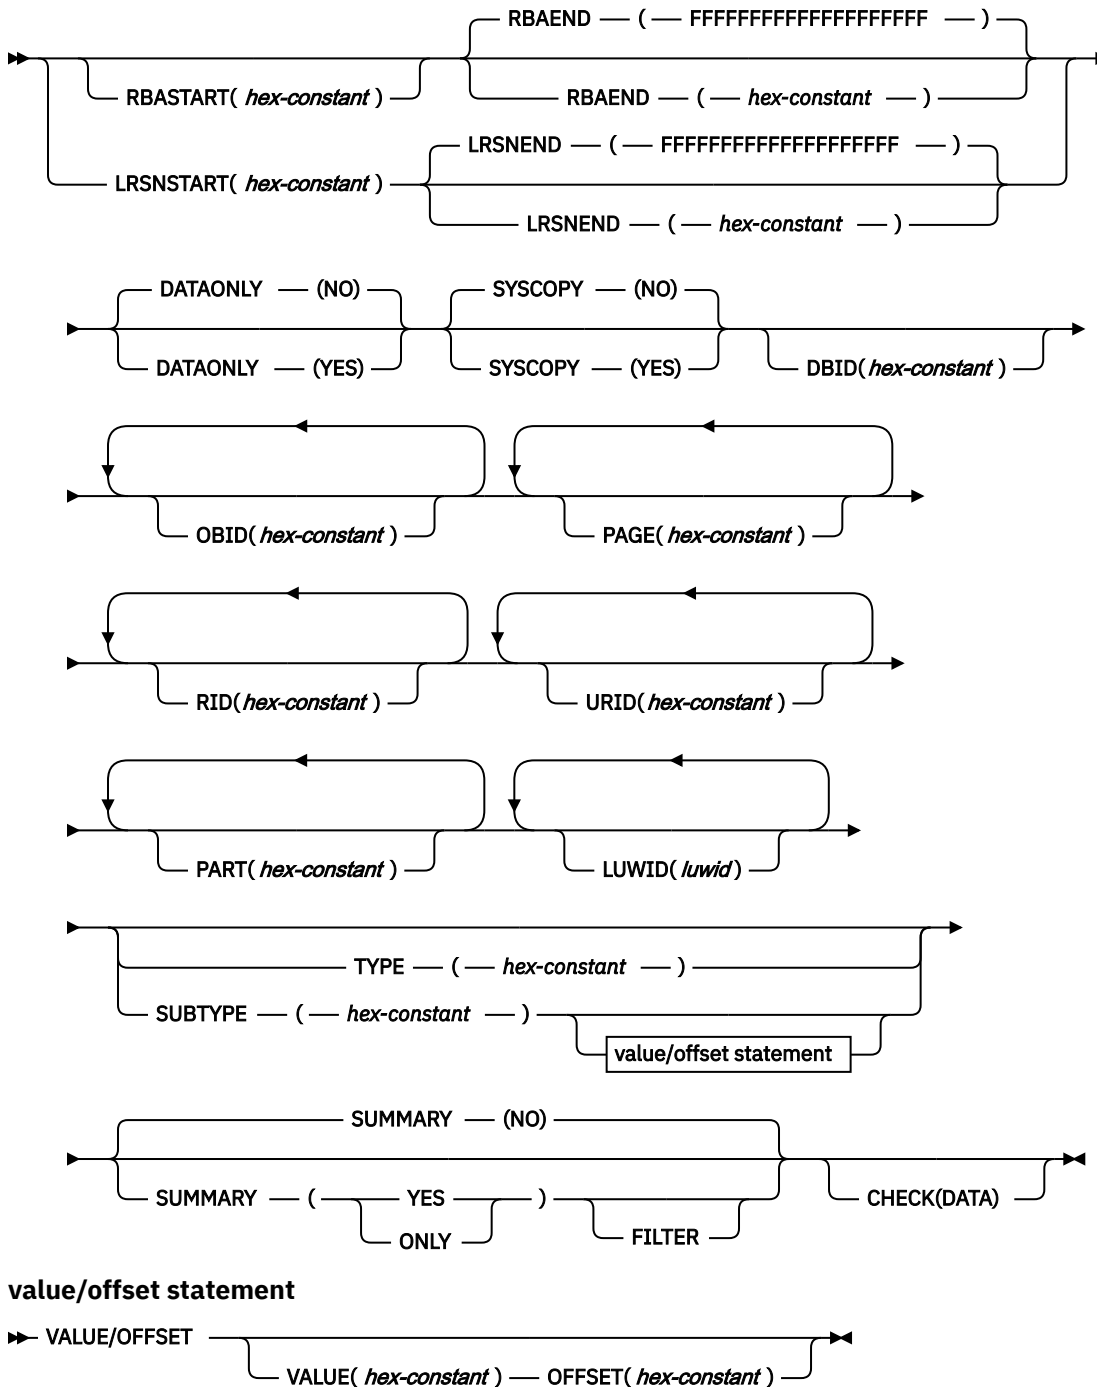 RBAEND ( FFFFFFFFFFFFFFFFFFFF )
RBASTART( hex-constant ) RBAEND ( hex-constant )
LRSNEND ( FFFFFFFFFFFFFFFFFFFF )
LRSNSTART( hex-constant )
LRSNEND ( hex-constant )
DATAONLY (NO) SYSCOPY (NO)
DATAONLY (YES) SYSCOPY (YES) DBID(hex-constant )
OBID(hex-constant ) PAGE(hex-constant )
RID(hex-constant ) URID(hex-constant )
PART(hex-constant ) LUWID(luwid )
TYPE ( hex-constant )
SUBTYPE ( hex-constant )
value/offset statement
SUMMARY (NO)
SUMMARY ( YES ) CHECK(DATA)
ONLY FILTER
value/offset statement
VALUE/OFFSET
VALUE( hex-constant ) OFFSET( hex-constant )